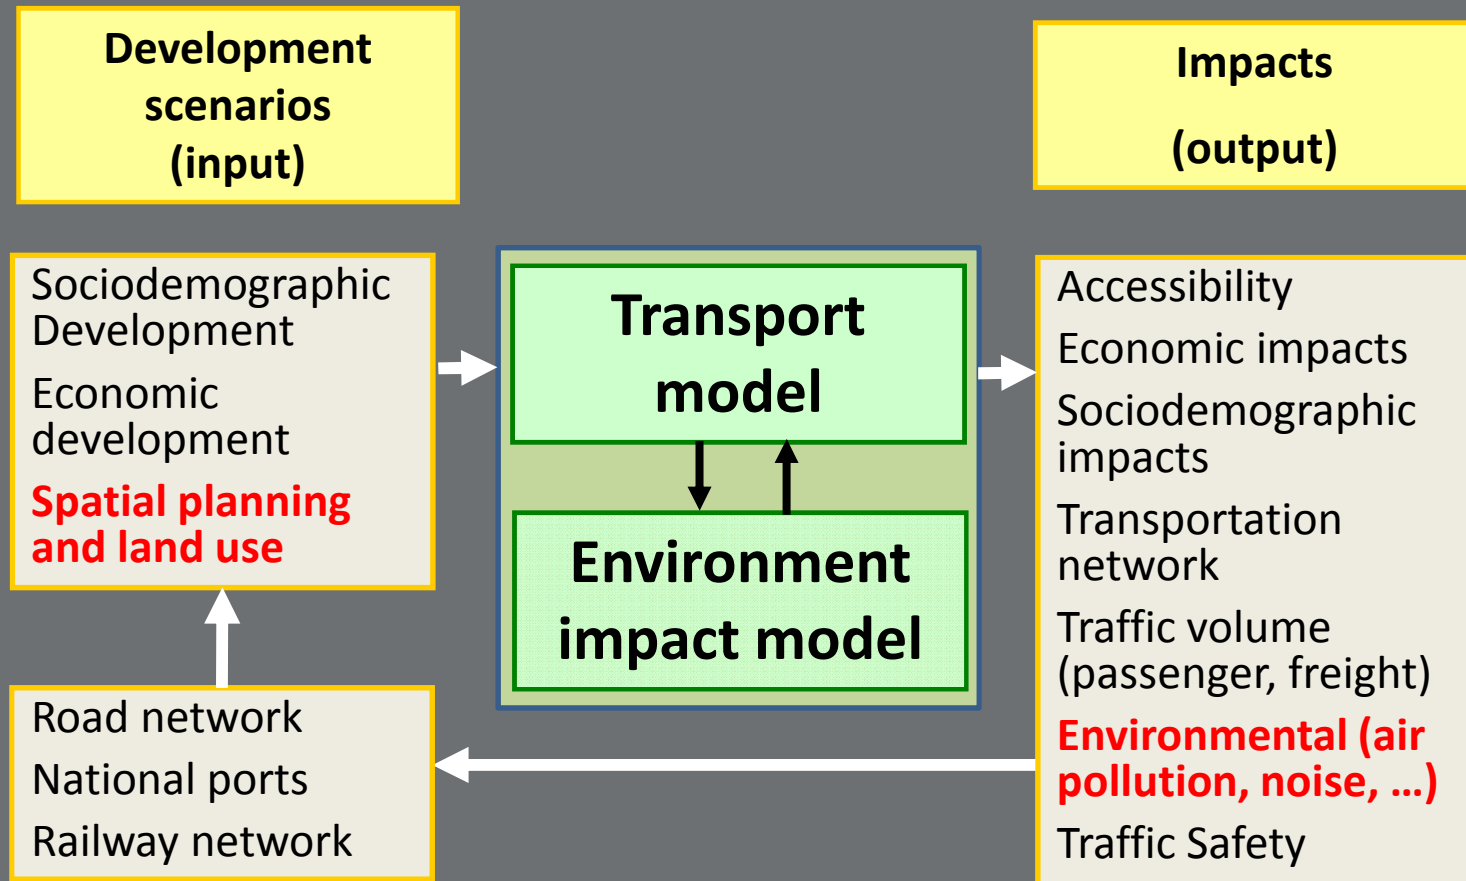 Development
scenarios
(input)
Impacts
(output)
Sociodemographic
Development
Economic
development
Spatial planning
and land use
Road network
National ports
Railway network
Transport
model
Environment
impact model
Accessibility
Economic impacts
Sociodemographic
impacts
Transportation
network
Traffic volume
(passenger, freight)
Environmental (air
pollution, noise, ...)
Traffic Safety